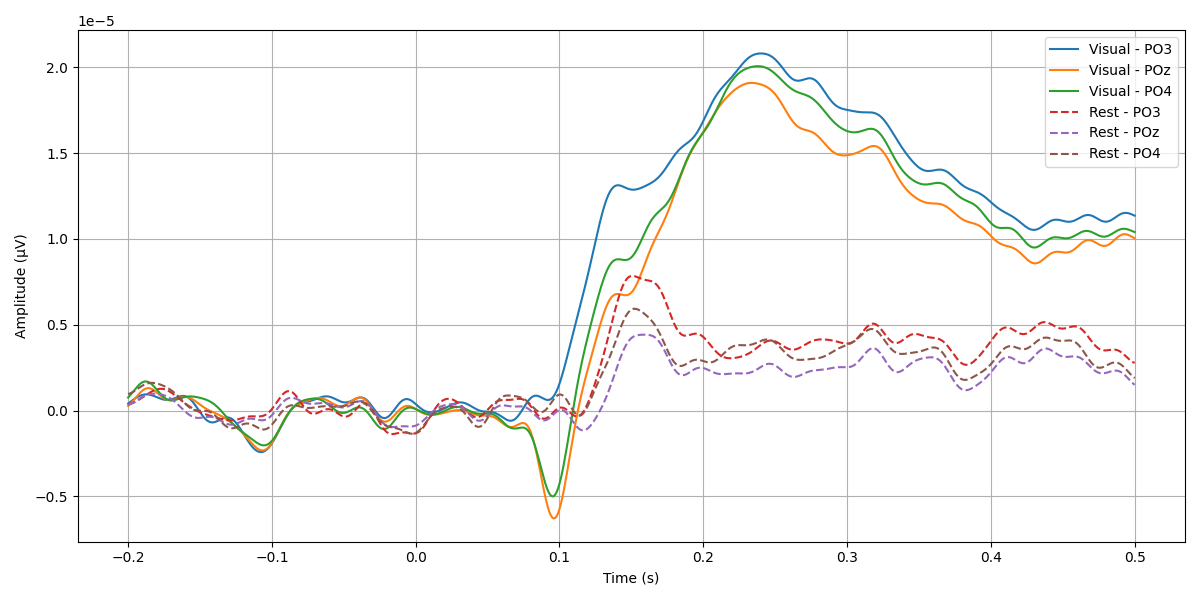 1e−5
Visual - PO3
Visual - POz
Visual - PO4
Rest - PO3
Rest - POz
Rest - PO4
2.0
1.5
1.0
0.5
0.0
−0.5
Amplitude (µV)
−0.2 −0.1 0.0 0.1 0.2 0.3 0.4 0.5
Time (s)